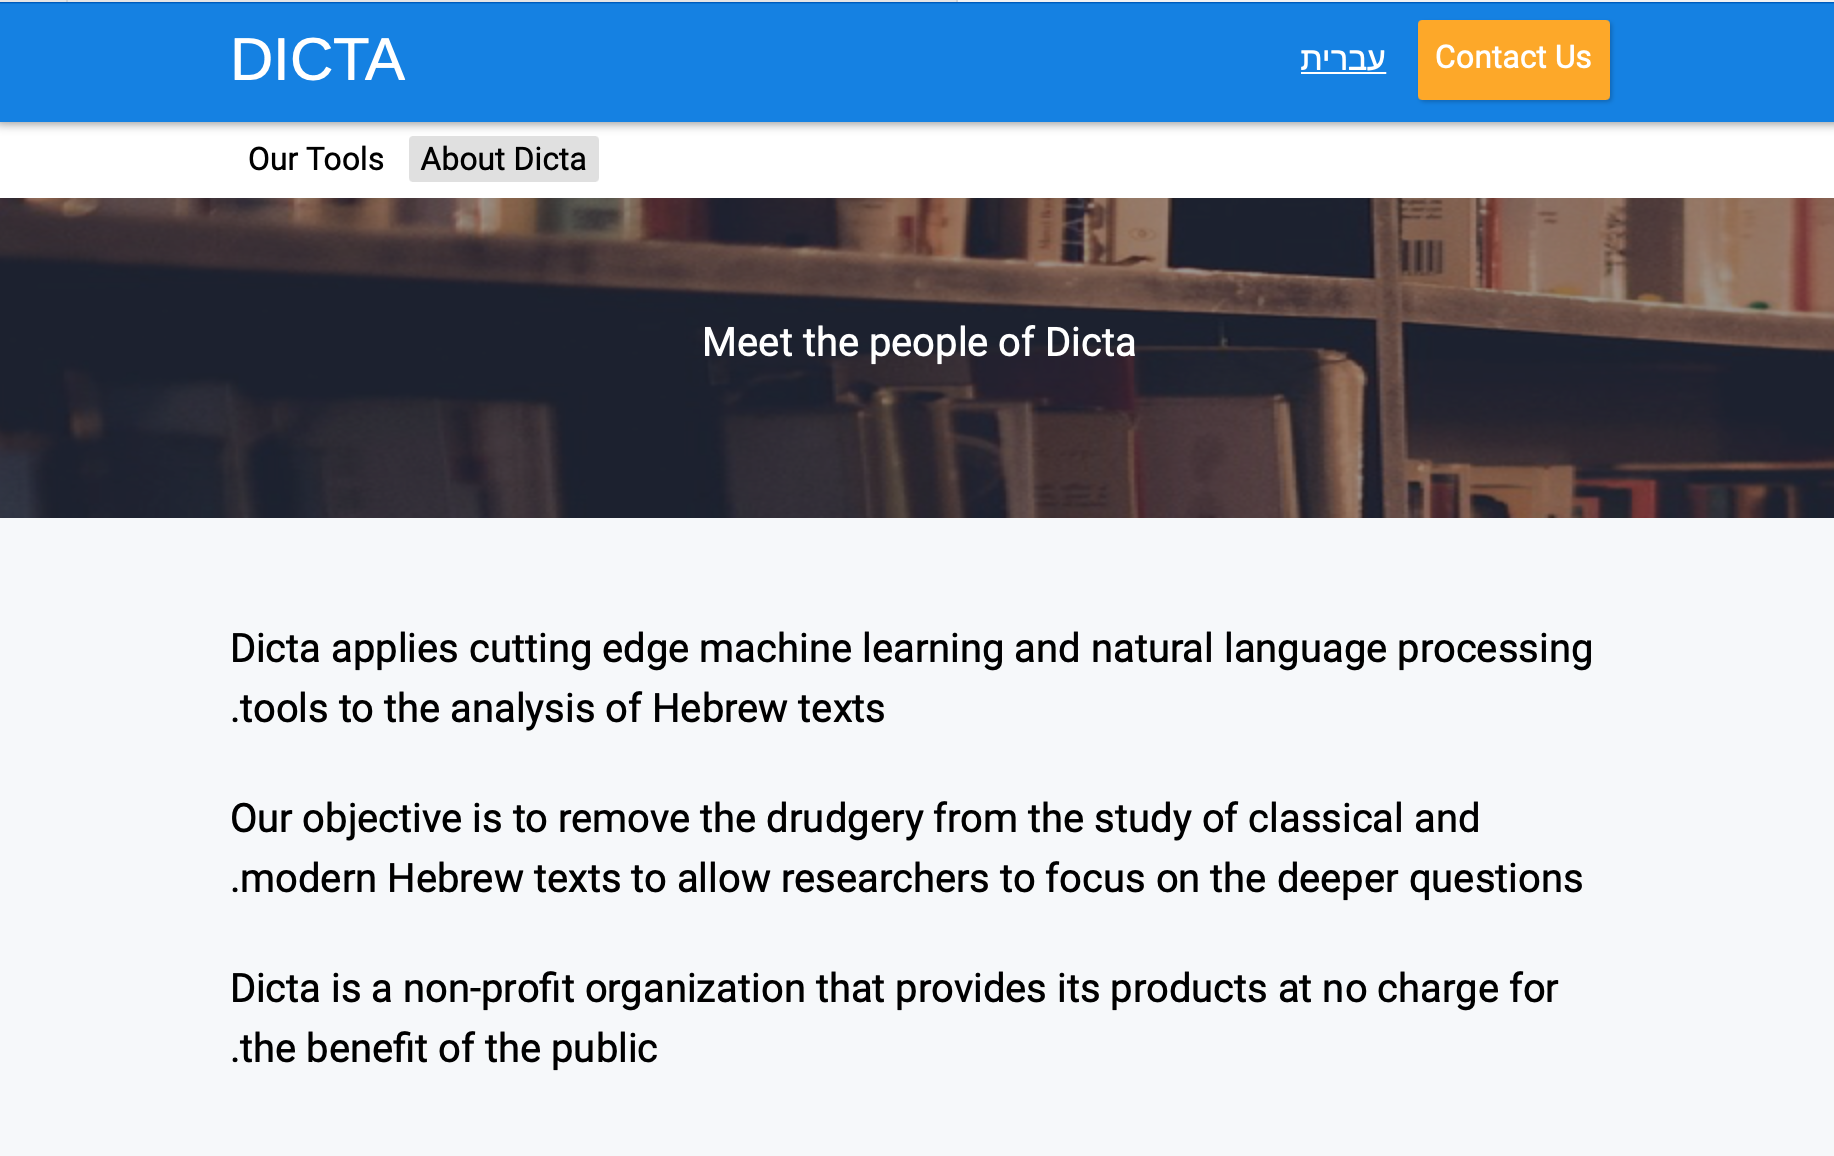 DICTA
עברית
Contact Us
Our Tools
About Dicta
Meet the people of Dicta
Dicta applies cutting edge machine learning and natural language processing
.tools to the analysis of Hebrew texts
Our objective is to remove the drudgery from the study of classical and
.modern Hebrew texts to allow researchers to focus on the deeper questions
Dicta is a non-profit organization that provides its products at no charge for
.the benefit of the public